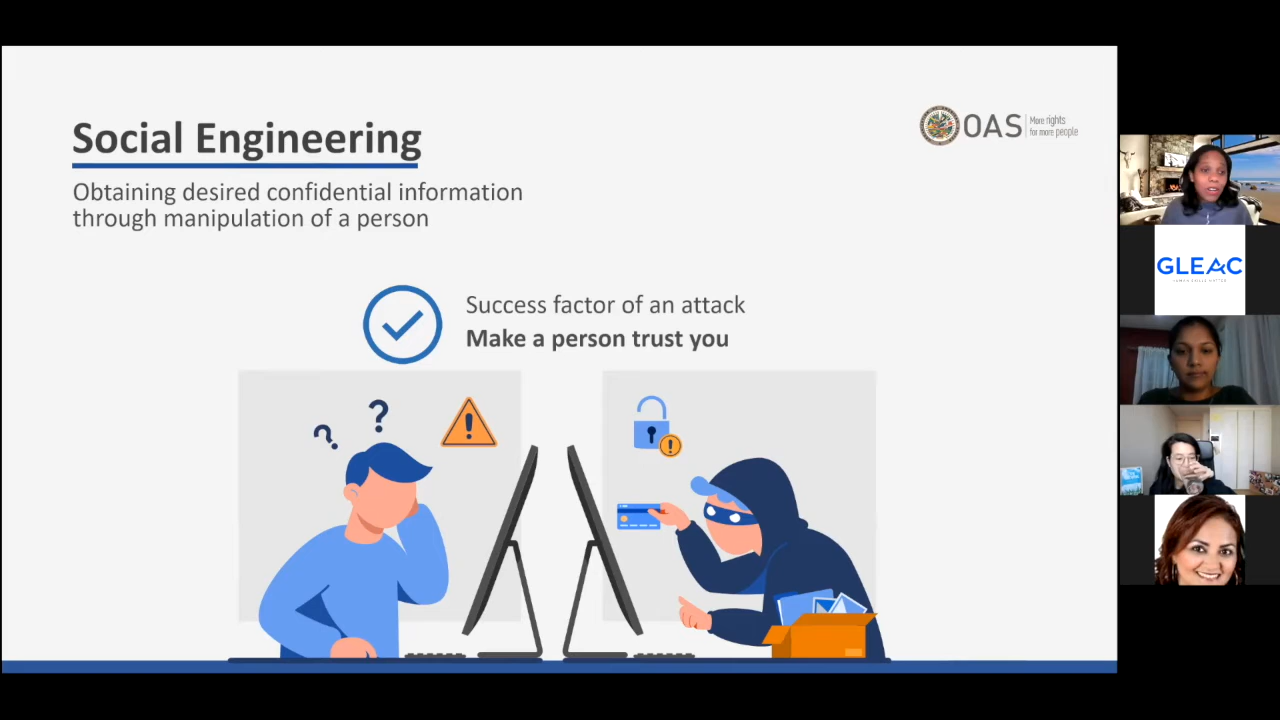 Social Engineering
Obtaining desired confidential information
through manipulation of a person
OAS
More rights
for more people
Success factor of an attack
Make a person trust you
GLEAC